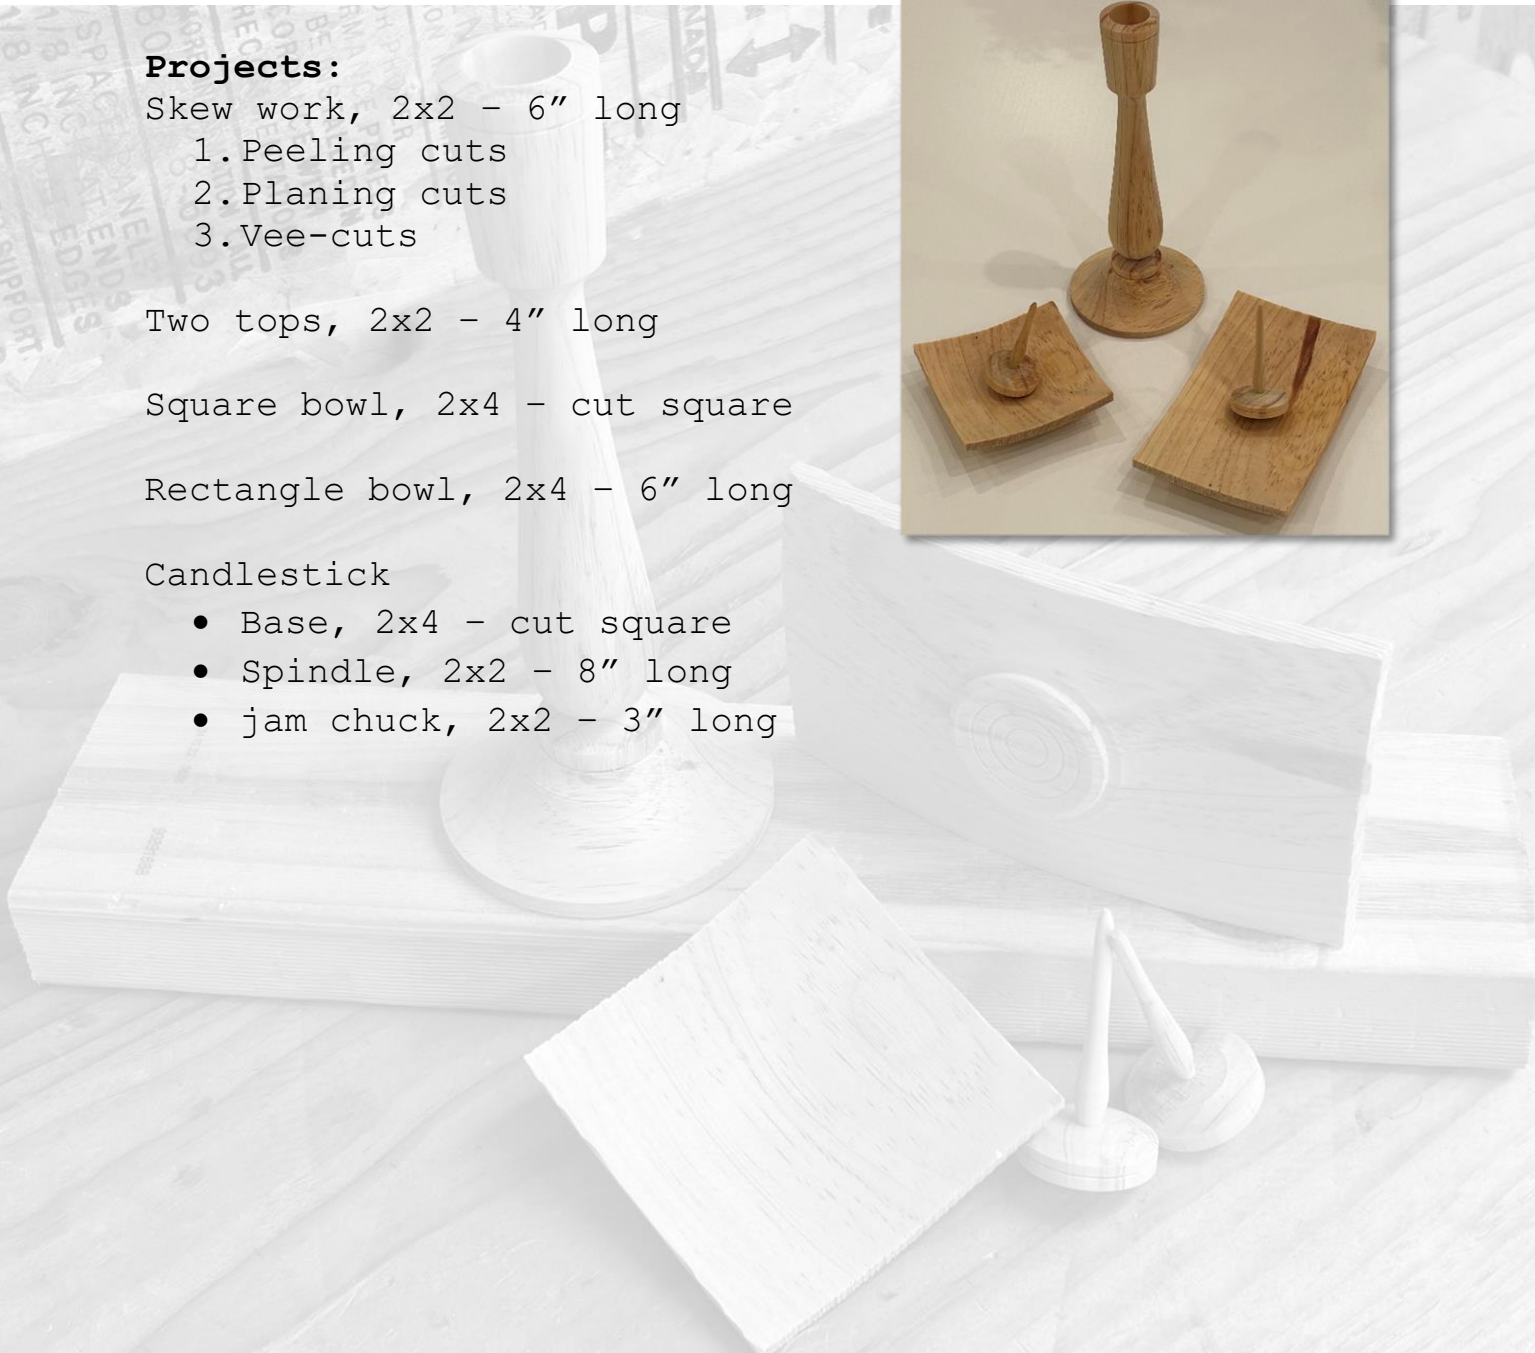 Projects:
Skew work, 2x2 – 6” long
1. Peeling cuts
2. Planing cuts
3. Vee-cuts
Two tops, 2x2 – 4” long
Square bowl, 2x4 – cut square
Rectangle bowl, 2x4 – 6” long
Candlestick
• Base, 2x4 – cut square
• Spindle, 2x2 – 8” long
• jam chuck, 2x2 – 3” long